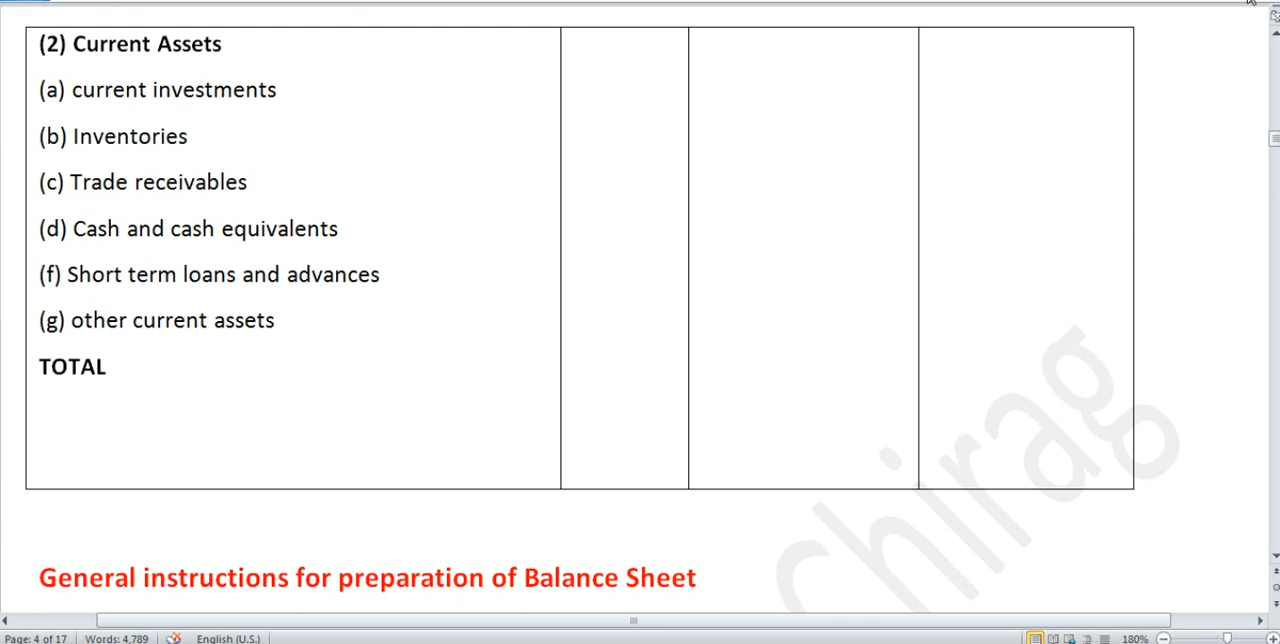 (2) Current Assets
(a) current investments
(b) Inventories
(c) Trade receivables
(d) Cash and cash equivalents
(f) Short term loans and advances
(g) other current assets
TOTAL
Chirag
General instructions for preparation of Balance Sheet
Page: 4 of 17 Words: 4,789 English (U.S.) 180%